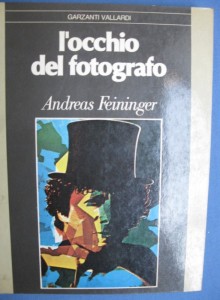 GARZANTI VALLARDI
l'occhio
del fotografo
Andreas Feininger